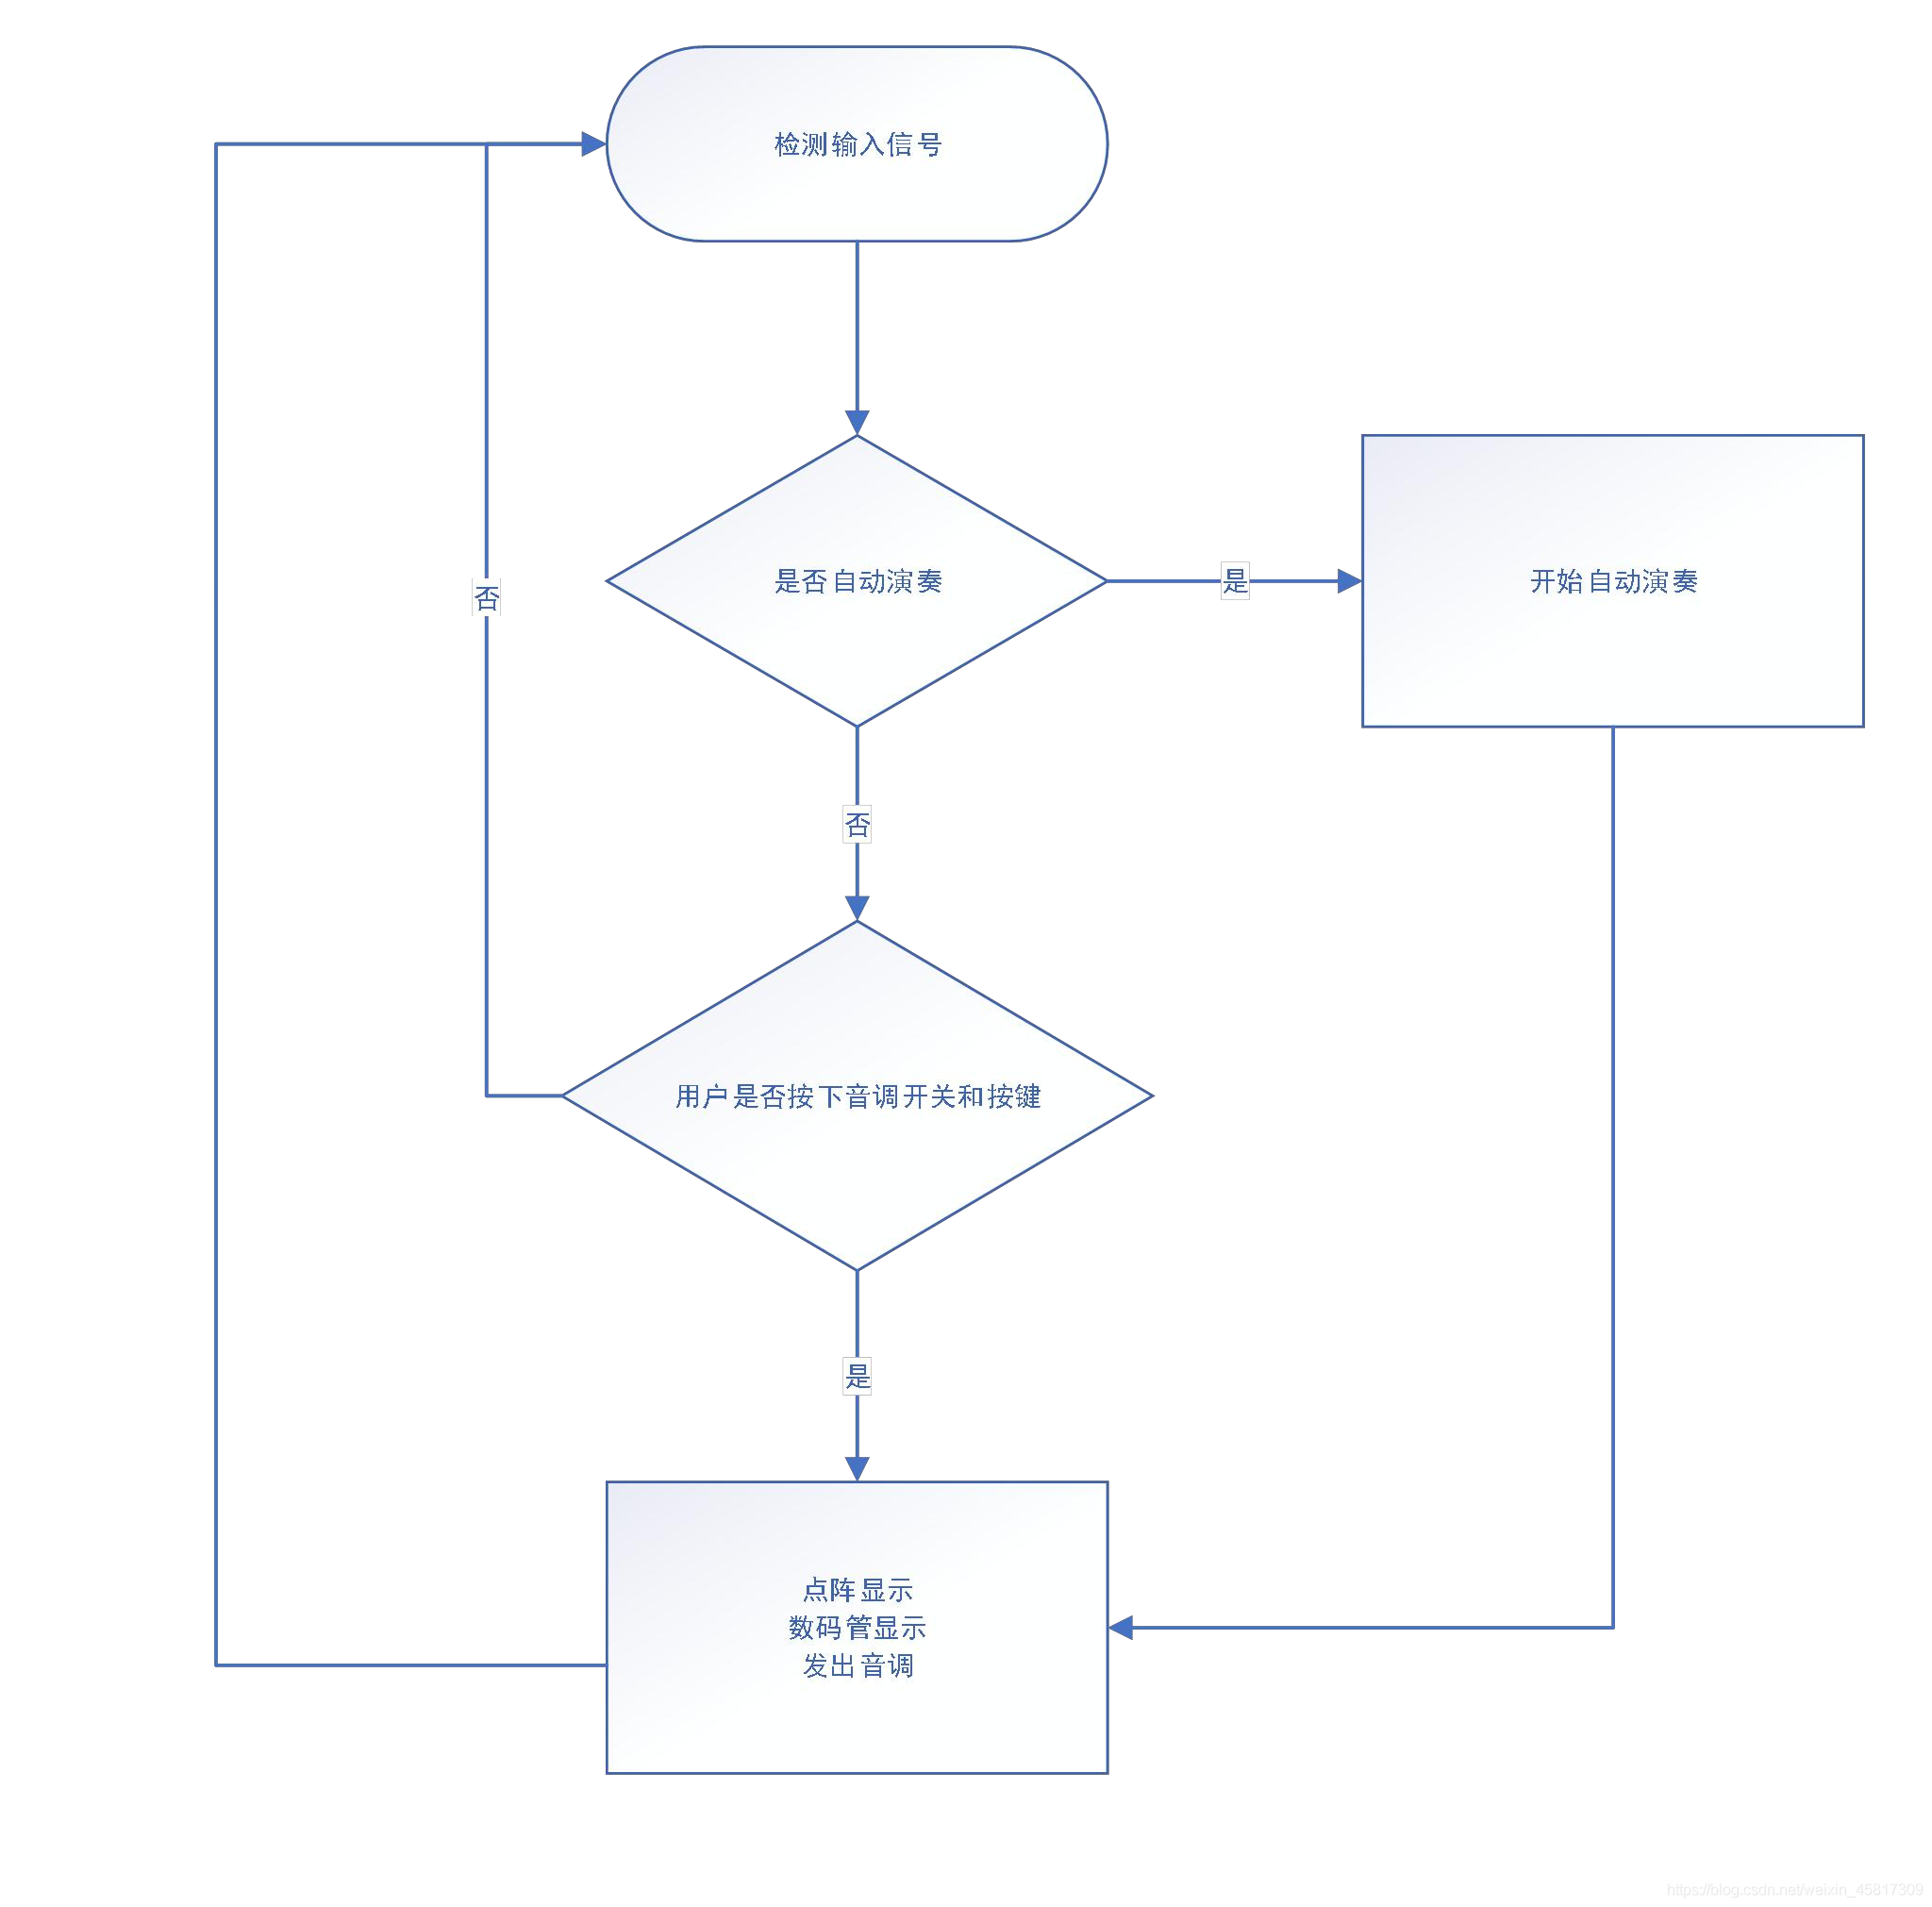 检测输入信号
是否自动演奏
是
开始自动演奏
否
否
用户是否按下音调开关和按键
是
点阵显示
数码管显示
发出音调
https://blog.csdn.net/weixin_45817309